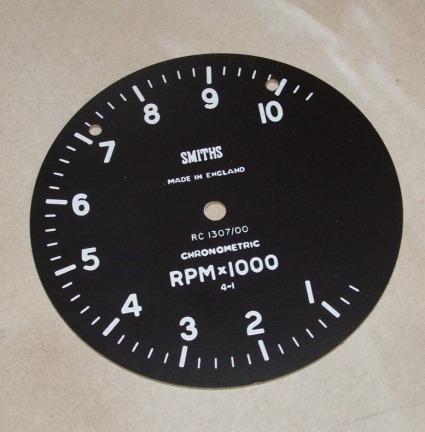 9
8
10
7
SMITHS
MADE IN ENGLAND
6
RC 1307/00
CHRONOMETRIC
5
RPM×1000
4-1
1
4
3
2